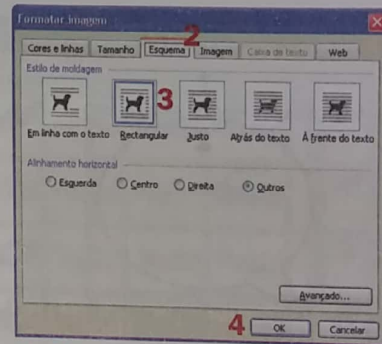 Formatar imagem
2
Cores e linhas Tamanho Esquema Imagem Caixa de texto Web
Estilo de moldagem
3
Em linha com o texto Rectangular Justo Atrás do texto À frente do texto
Alinhamento horizontal
Esquerda Centro Direita Outros
Avançado...
4 OK Cancelar